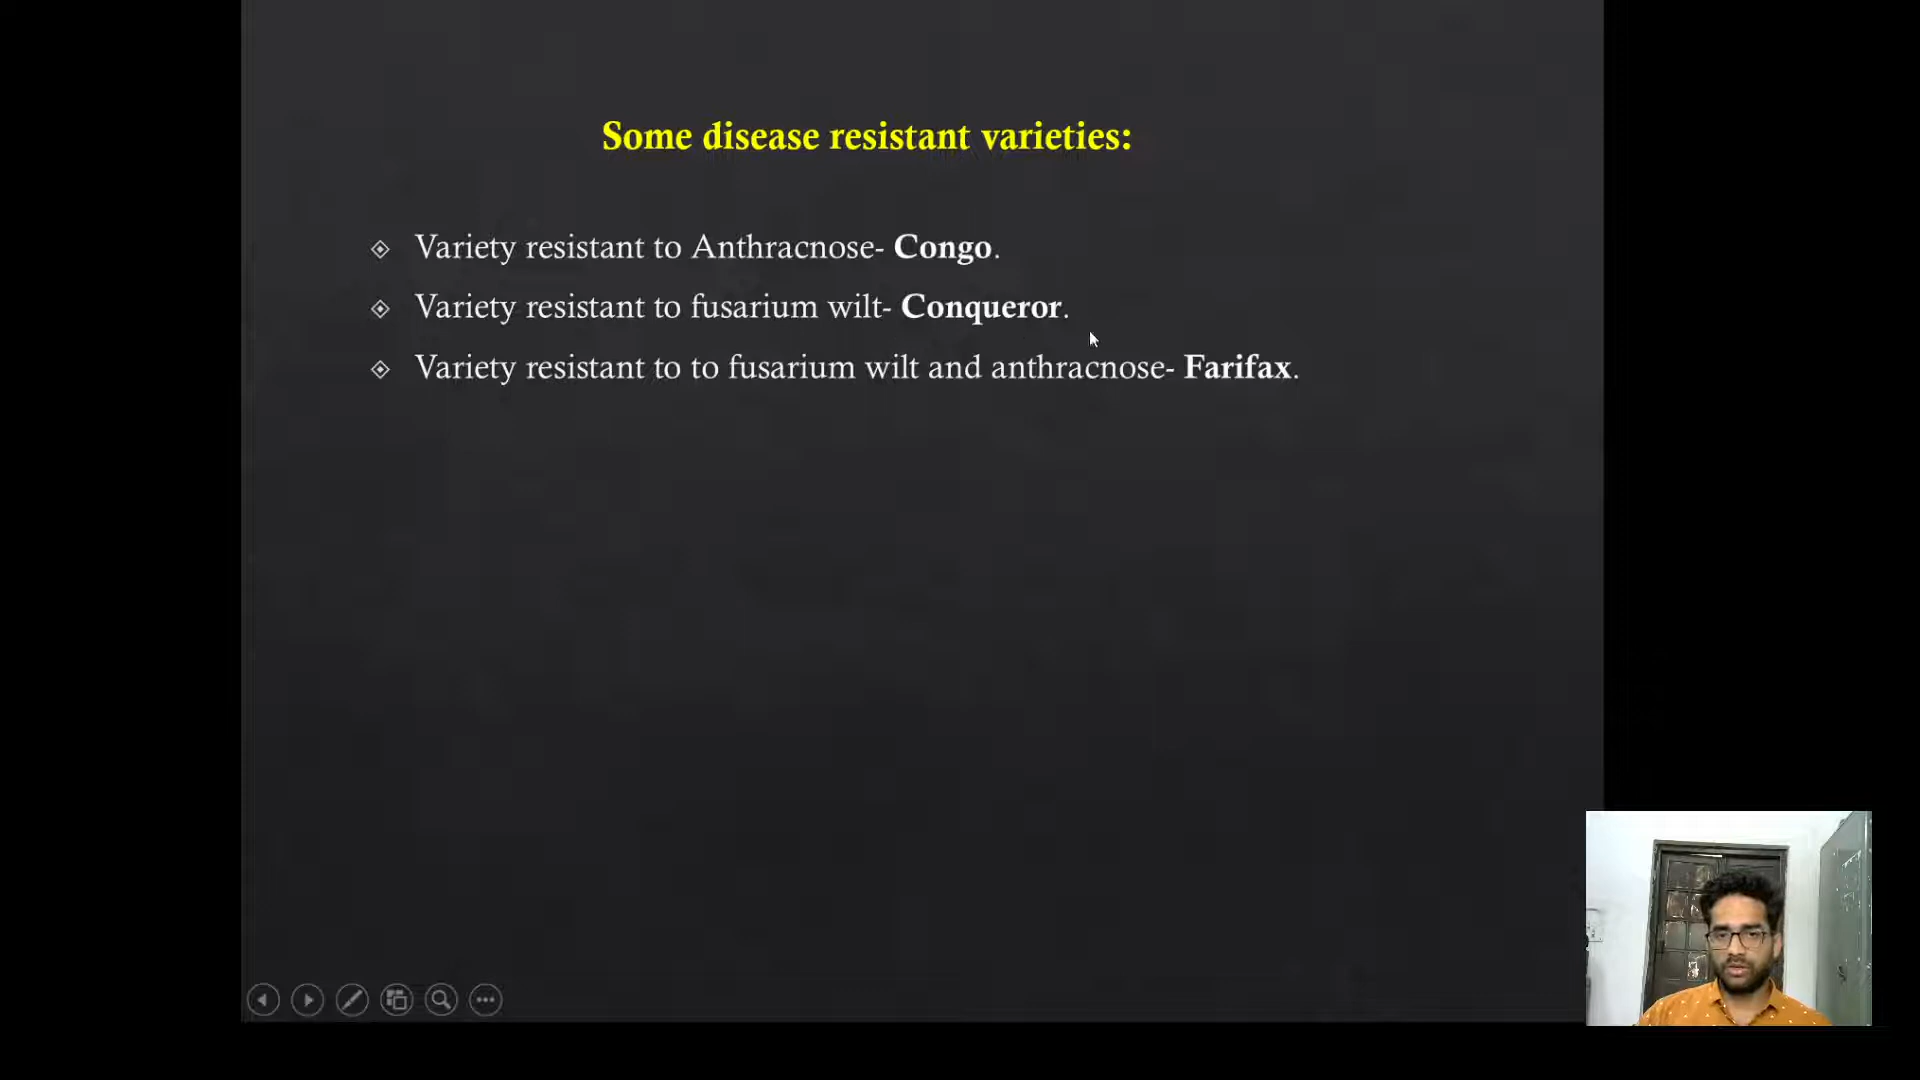 Some disease resistant varieties:
Variety resistant to Anthracnose- Congo.
Variety resistant to fusarium wilt- Conqueror.
Variety resistant to to fusarium wilt and anthracnose- Farifax.